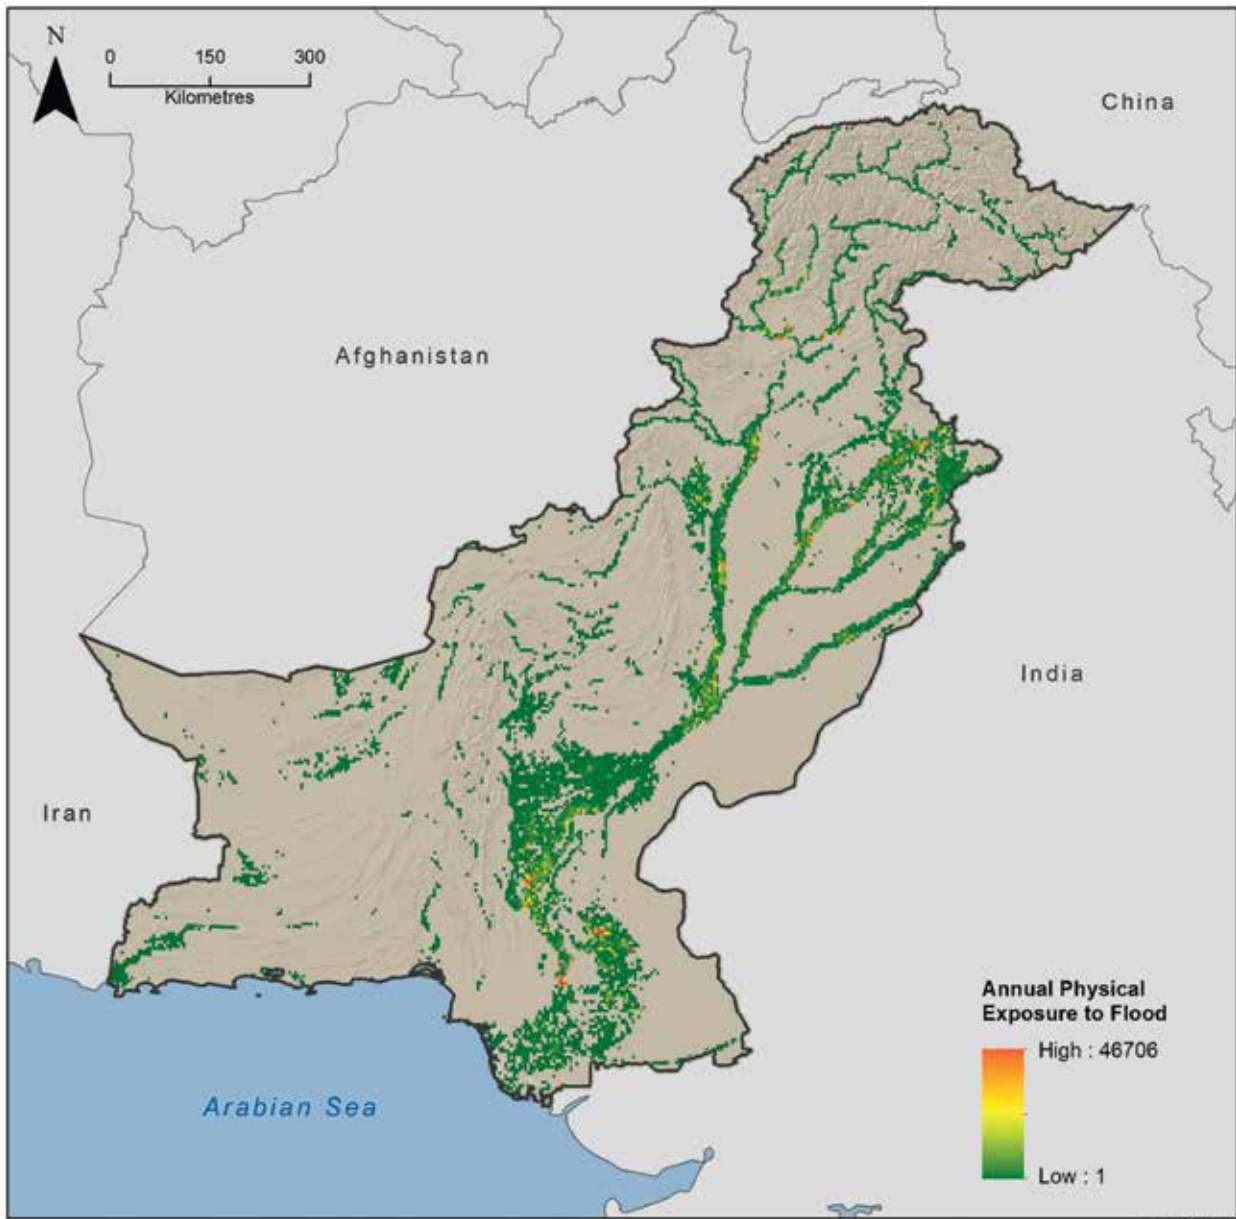 N
0 150 300
Kilometres
China
Afghanistan
India
Iran
Arabian Sea
Annual Physical
Exposure to Flood
High : 46706
Low : 1